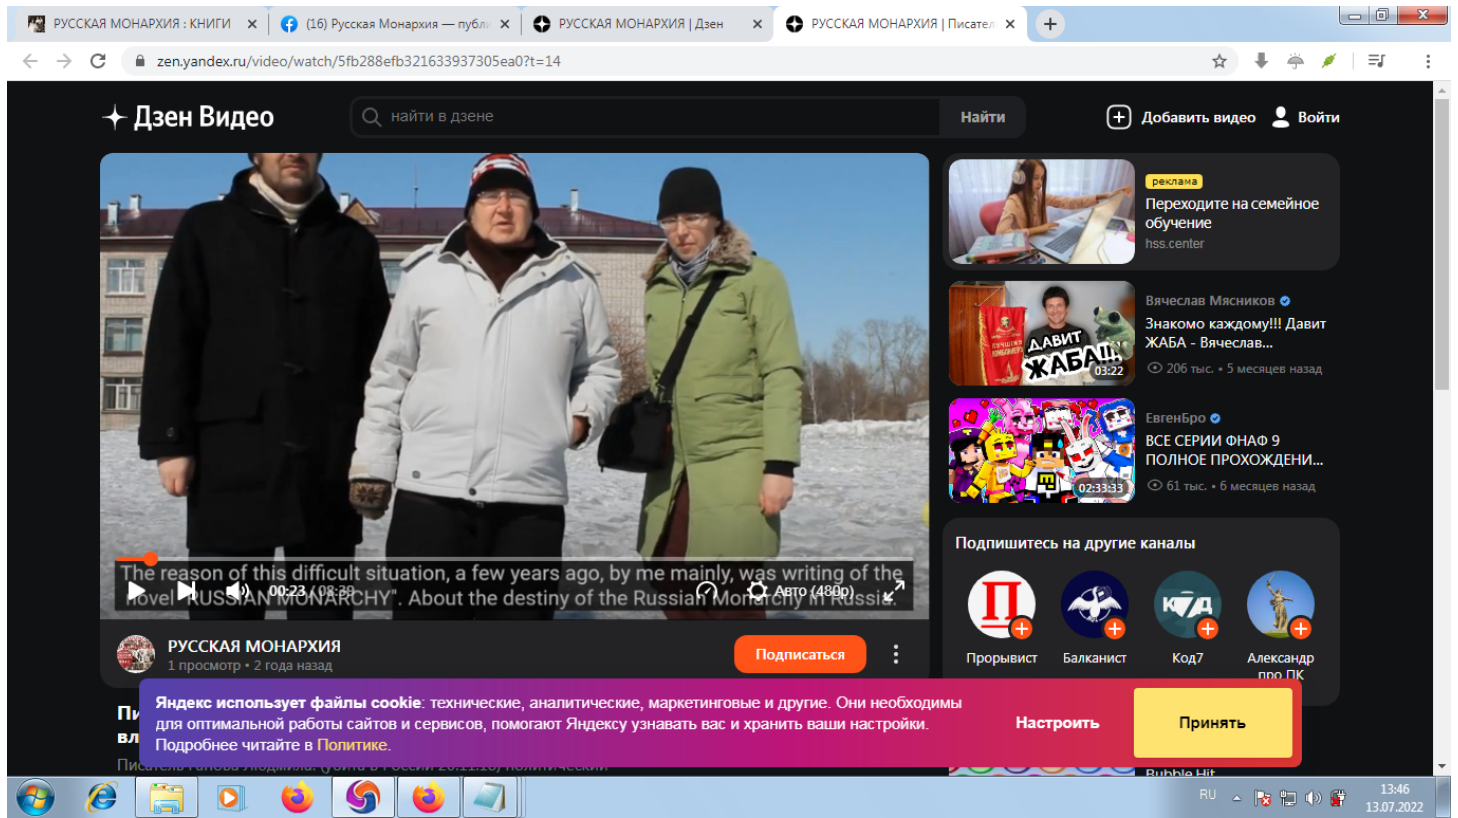 РУССКАЯ МОНАРХИЯ : КНИГИ
(16) Русская Монархия — публи
РУССКАЯ МОНАРХИЯ | Дзен
РУССКАЯ МОНАРХИЯ | Писател
zen.yandex.ru/video/watch/5fb288efb321633937305ea0?t=14
Дзен Видео
найти в дзене
Найти
Добавить видео
Войти
The reason of this difficult situation, a few years ago, by me mainly, was writing of the
novel "RUSSIAN MONARCHY". About the destiny of the Russian Monarchy in Russia.
00:23
Авто (480p)
РУССКАЯ МОНАРХИЯ
1 просмотр • 2 года назад
Подписаться
реклама
Переходите на семейное
обучение
hss.center
ДАВИТ
ЖАБА!!!
03:22
Вячеслав Мясников
Знакомо каждому!!! Давит
ЖАБА - Вячеслав...
206 тыс. • 5 месяцев назад
02:33:33
ЕвгенБро
ВСЕ СЕРИИ ФНАФ 9
ПОЛНОЕ ПРОХОЖДЕНИ...
61 тыс. • 6 месяцев назад
Подпишитесь на другие каналы
П
К7Д
Прорывист
Балканист
Код7
Александр
про ПК
Яндекс использует файлы cookie: технические, аналитические, маркетинговые и другие. Они необходимы
для оптимальной работы сайтов и сервисов, помогают Яндексу узнавать вас и хранить ваши настройки.
Подробнее читайте в Политике.
Настроить
Принять
Bubble Hit
RU
13:46
13.07.2022